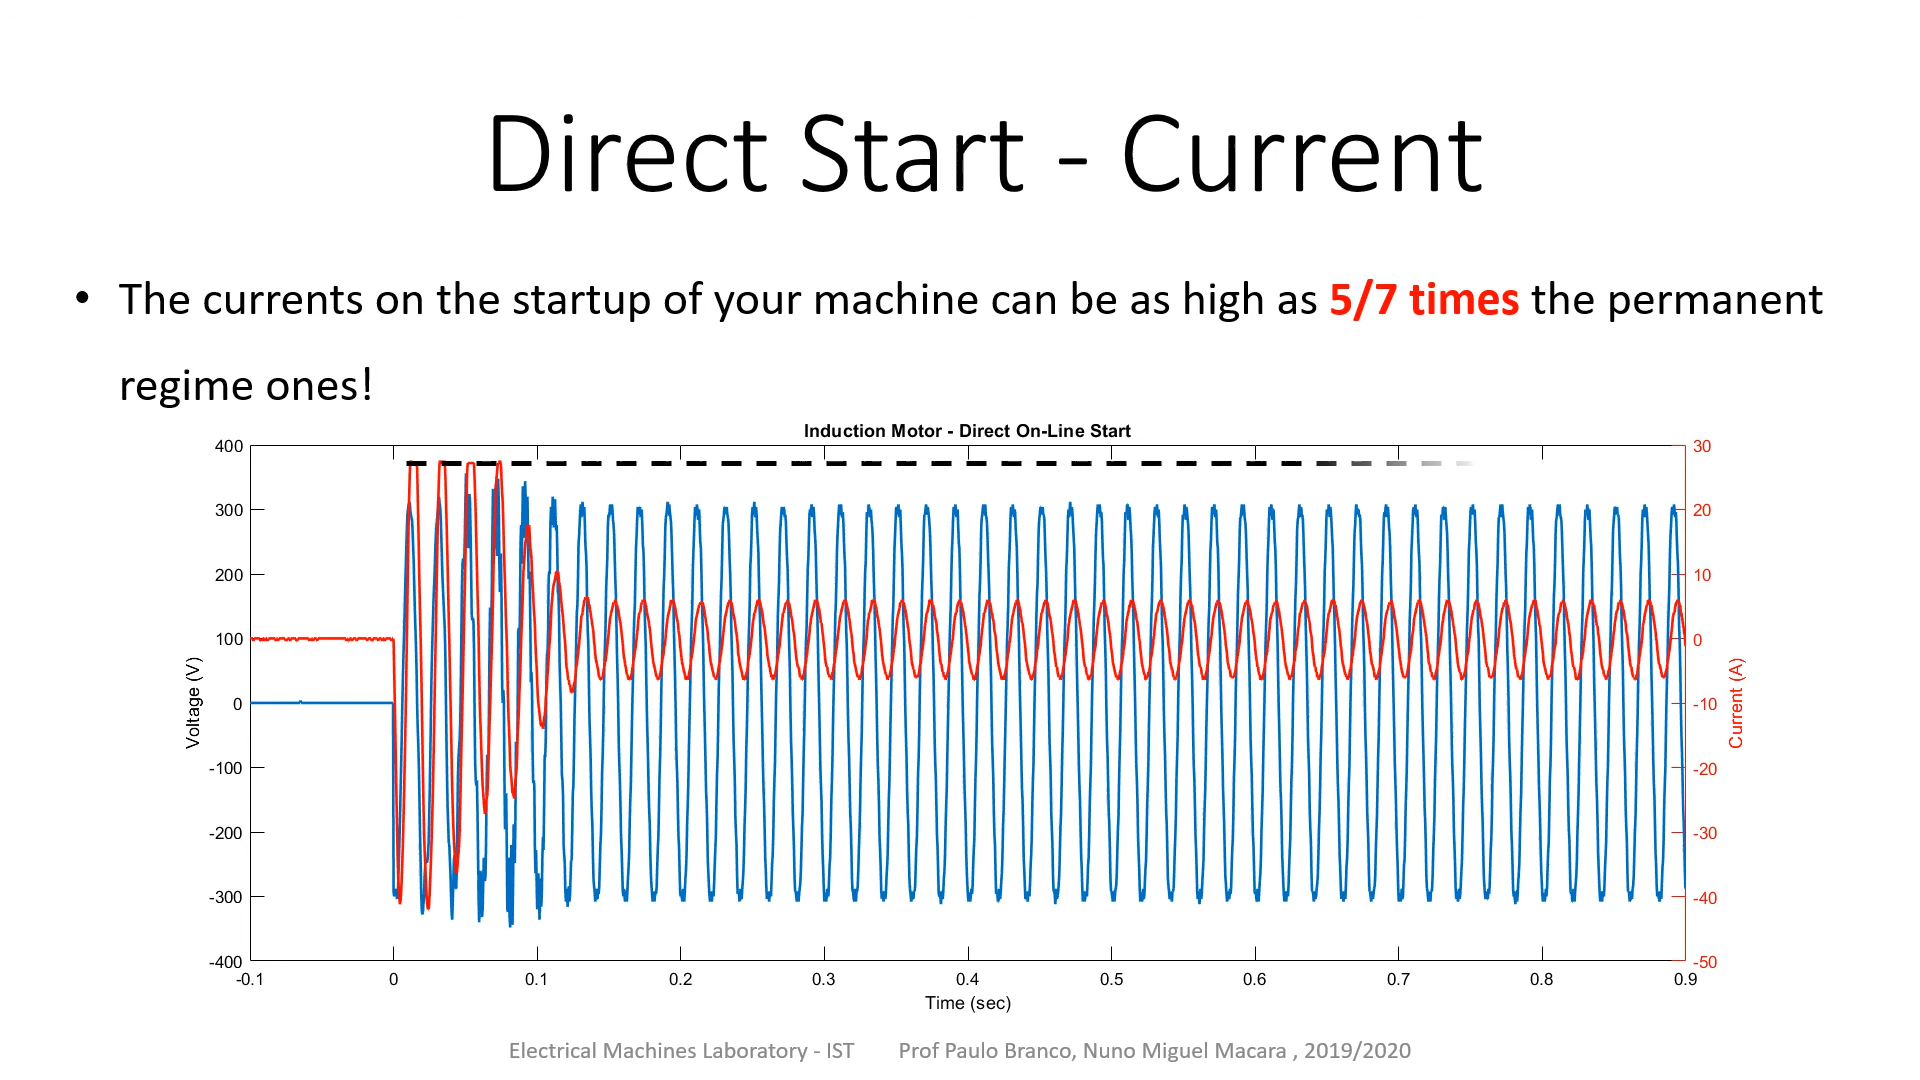 Direct Start - Current
• The currents on the startup of your machine can be as high as 5/7 times the permanent
regime ones!
Induction Motor - Direct On-Line Start
400
300
200
100
0
-100
-200
-300
-400
Voltage (V)
30
20
10
0
-10
-20
-30
-40
-50
Current (A)
-0.1 0 0.1 0.2 0.3 0.4 0.5 0.6 0.7 0.8 0.9
Time (sec)
Electrical Machines Laboratory - IST Prof Paulo Branco, Nuno Miguel Macara , 2019/2020